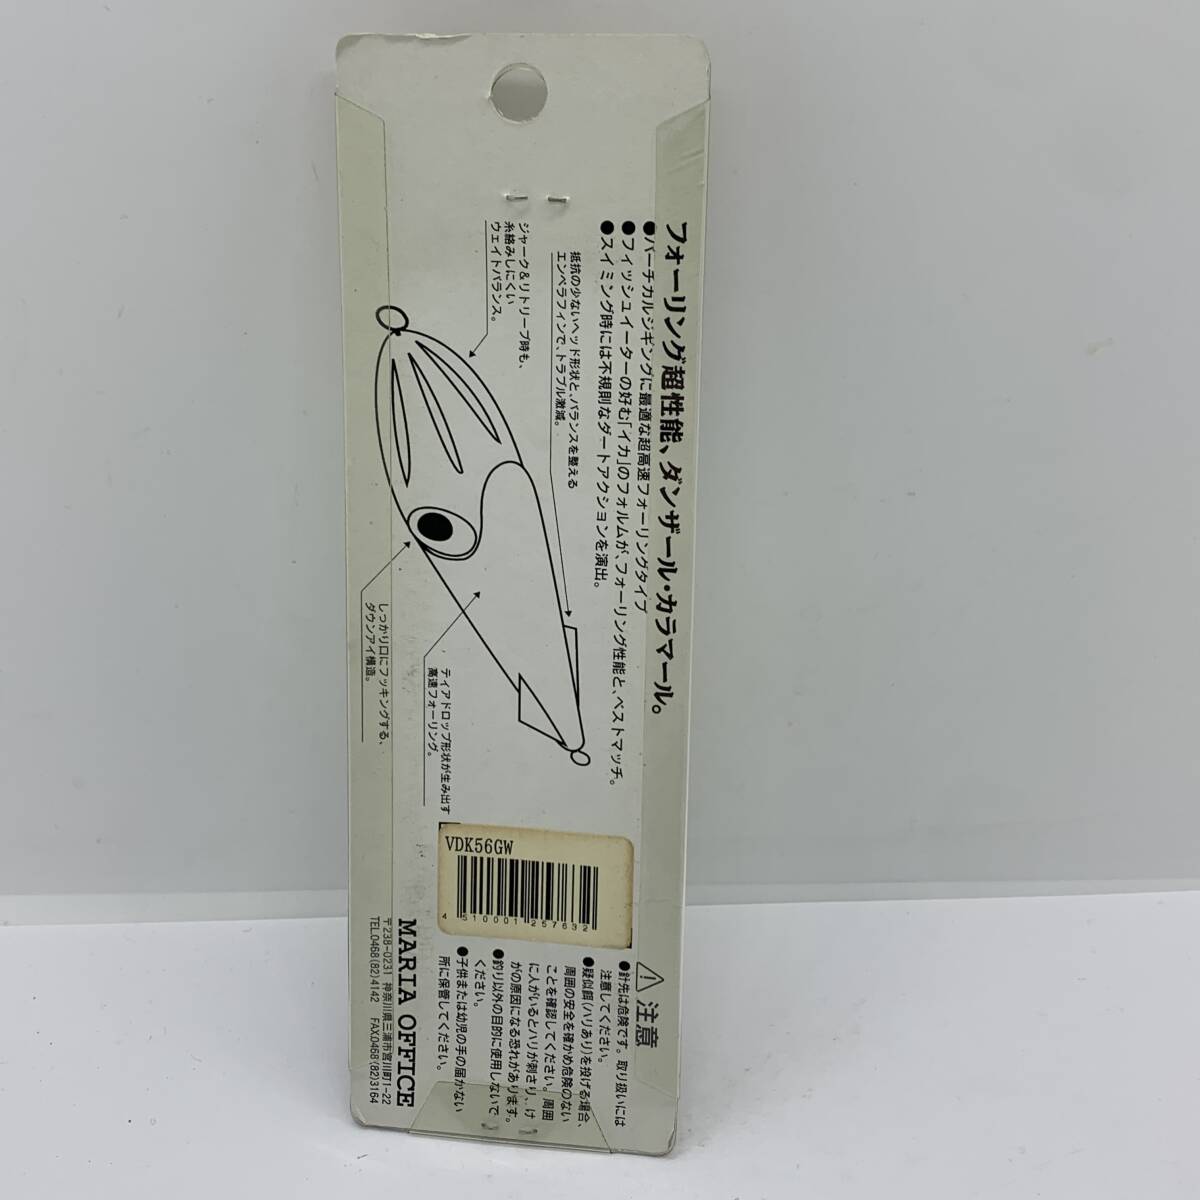 フォーリング超性能、ダンザール・カラマール。
●バーチカルジギングに最適な超高速フォーリングタイプ
●フィッシュイーターの好む「イカ」のフォルムが、フォーリング性能と、ベストマッチ。
●スイミング時には不規則なダートアクションを演出。
抵抗の少ないヘッド形状と、バランスを整える
エンペラフィンで、トラブル激減。
ジャーク&リトリーブ時も、
糸絡みしにくい
ウェイトバランス。
ティアドロップ形状が生み出す
高速フォーリング。
しっかり口にフッキングする、
ダウンアイ構造。
VDK56GW
4 510001 267632
注意
●針先は危険です。取り扱いには
注意してください。
●疑似餌(ハリあり)を投げる場合、
周囲の安全を確かめ危険のない
ことを確認してください。周囲
に人がいるとハリが刺さり、け
がの原因になる恐れがあります。
●釣り以外の目的に使用しないで
ください。
●子供または幼児の手の届かない
所に保管してください。
MARIA OFFICE
〒238-0231 神奈川県三浦市宮川町1-22
TEL.0468(82)4142 FAX.0468(82)3164